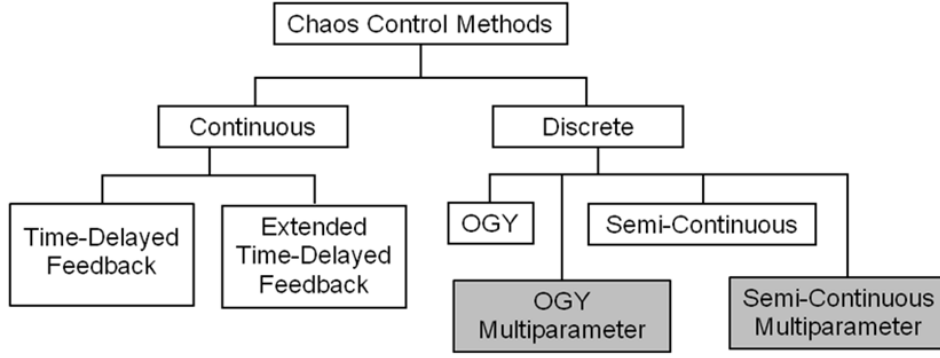 Chaos Control Methods
Continuous
Discrete
Time-Delayed
Feedback
Extended
Time-Delayed
Feedback
OGY
Semi-Continuous
OGY
Multiparameter
Semi-Continuous
Multiparameter